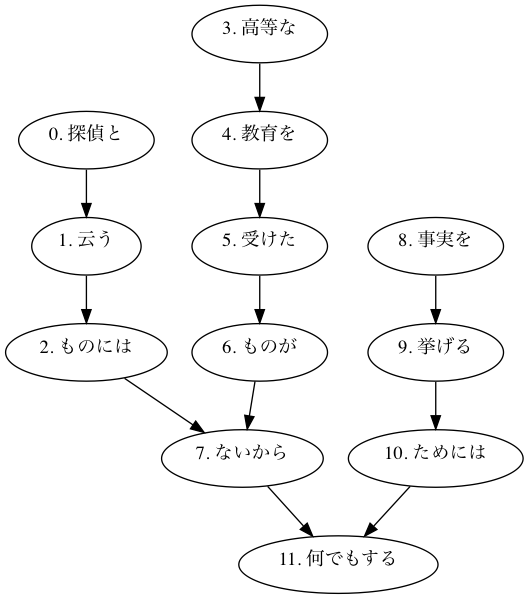 3. 高等な
0. 探偵と
4. 教育を
1. 云う
5. 受けた
8. 事実を
2. ものには
6. ものが
9. 挙げる
7. ないから
10. ためには
11. 何でもする